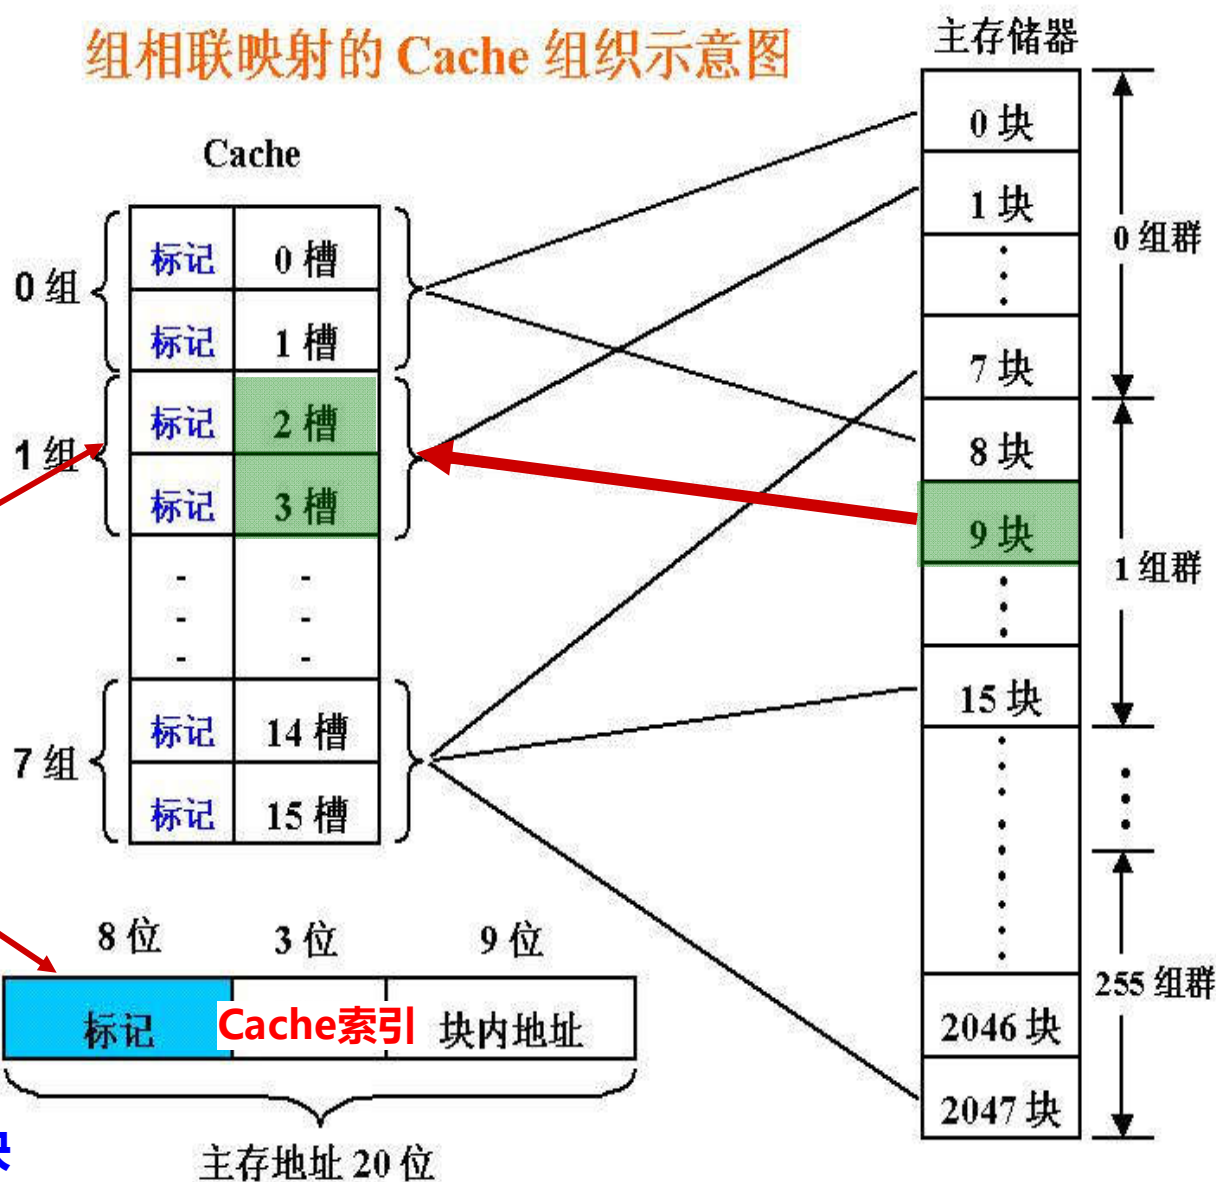 组相联映射的 Cache 组织示意图
主存储器
Cache
0 组
标记 0 槽
标记 1 槽
1 组
标记 2 槽
标记 3 槽
7 组
标记 14 槽
标记 15 槽
0 块
1 块
7 块
8 块
9 块
15 块
2046 块
2047 块
0 组群
1 组群
255 组群
8 位 3 位 9 位
标记 Cache索引 块内地址
主存地址 20 位